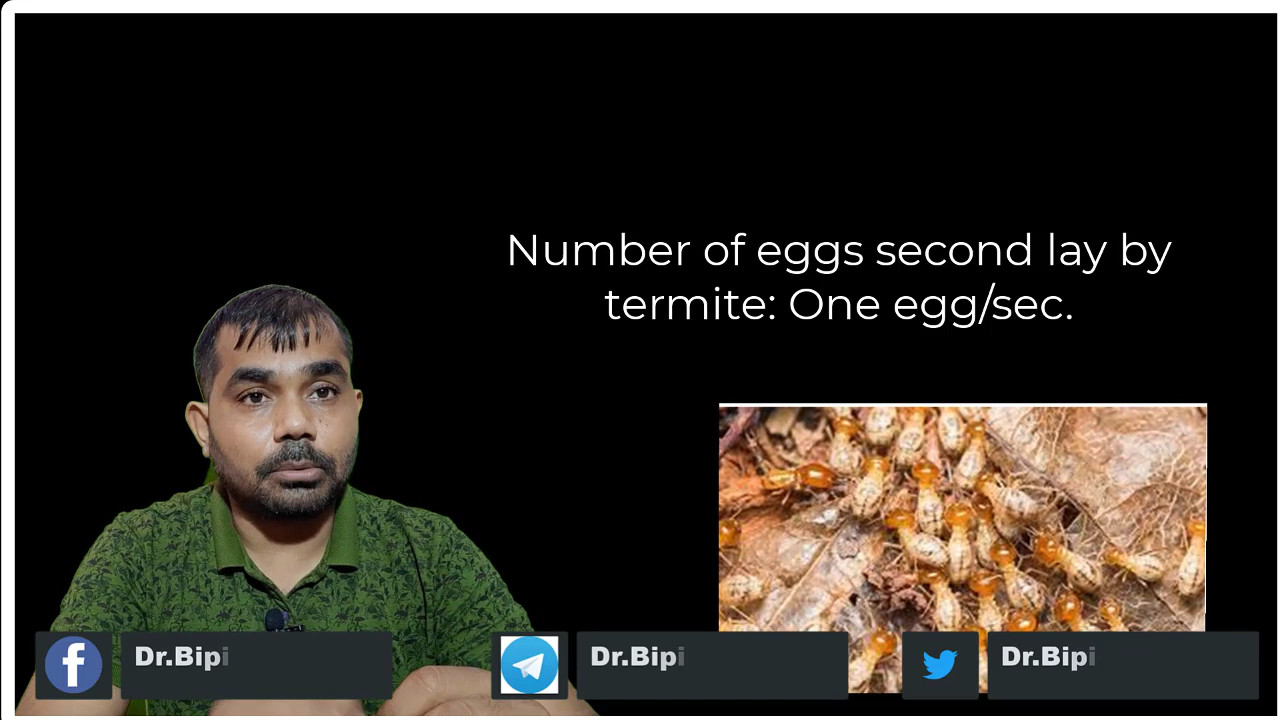 Number of eggs second lay by
termite: One egg/sec.
Dr.Bipi
Dr.Bipi
Dr.Bipi